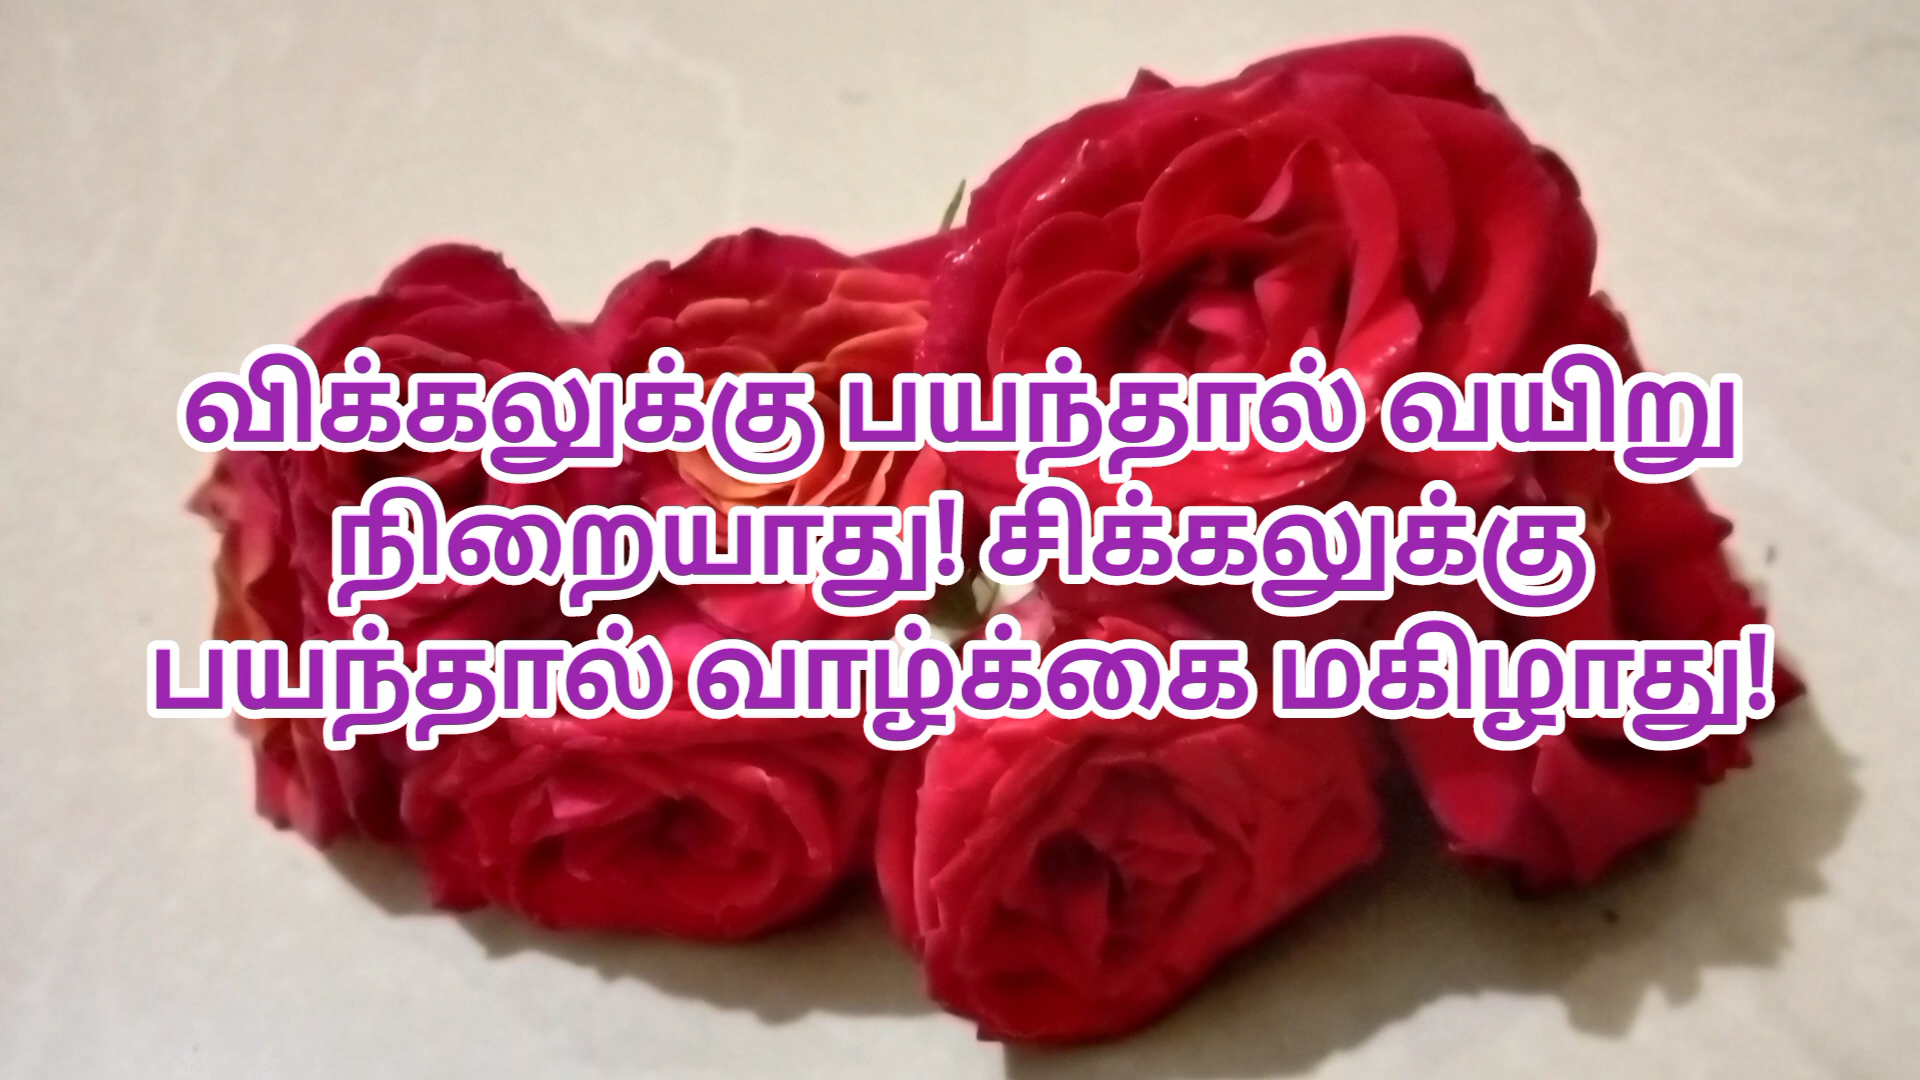 விக்கலுக்கு பயந்தால் வயிறு
நிறையாது! சிக்கலுக்கு
பயந்தால் வாழ்க்கை மகிழாது!